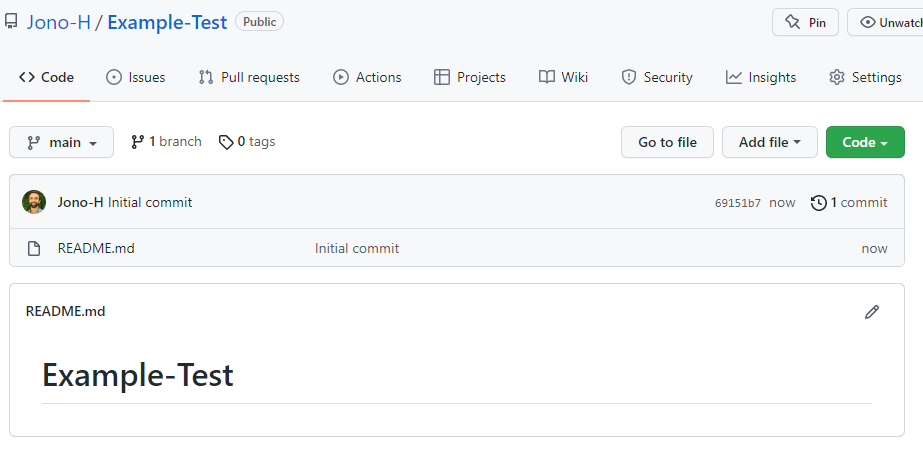 Jono-H / Example-Test Public Pin Unwatch
Code Issues Pull requests Actions Projects Wiki Security Insights Settings
main 1 branch 0 tags Go to file Add file Code
Jono-H Initial commit 69151b7 now 1 commit
README.md Initial commit now
README.md
Example-Test